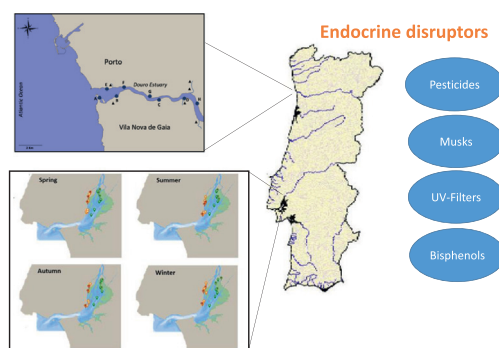 Endocrine disruptors
Porto
Douro Estuary
Vila Nova de Gaia
Atlantic Ocean
Spring
Summer
Autumn
Winter
Pesticides
Musks
UV-Filters
Bisphenols